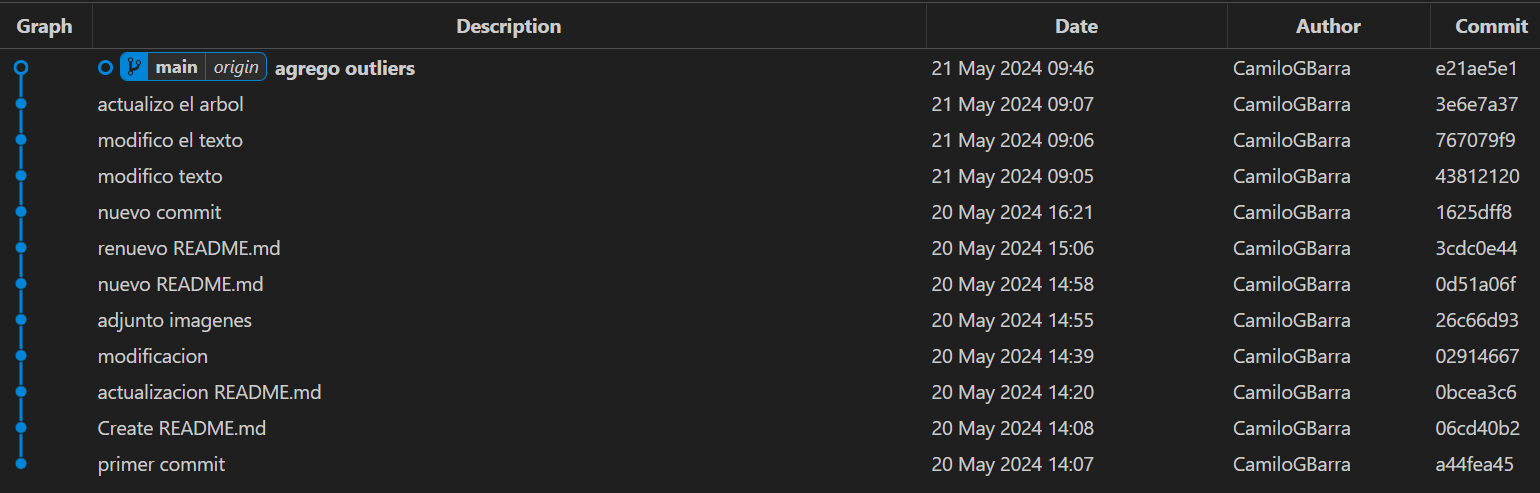 Graph Description Date Author Commit
main origin agrego outliers 21 May 2024 09:46 CamiloGBarra e21ae5e1
actualizo el arbol 21 May 2024 09:07 CamiloGBarra 3e6e7a37
modifico el texto 21 May 2024 09:06 CamiloGBarra 767079f9
modifico texto 21 May 2024 09:05 CamiloGBarra 43812120
nuevo commit 20 May 2024 16:21 CamiloGBarra 1625dff8
renuevo README.md 20 May 2024 15:06 CamiloGBarra 3cdc0e44
nuevo README.md 20 May 2024 14:58 CamiloGBarra 0d51a06f
adjunto imagenes 20 May 2024 14:55 CamiloGBarra 26c66d93
modificacion 20 May 2024 14:39 CamiloGBarra 02914667
actualizacion README.md 20 May 2024 14:20 CamiloGBarra 0bcea3c6
Create README.md 20 May 2024 14:08 CamiloGBarra 06cd40b2
primer commit 20 May 2024 14:07 CamiloGBarra a44fea45